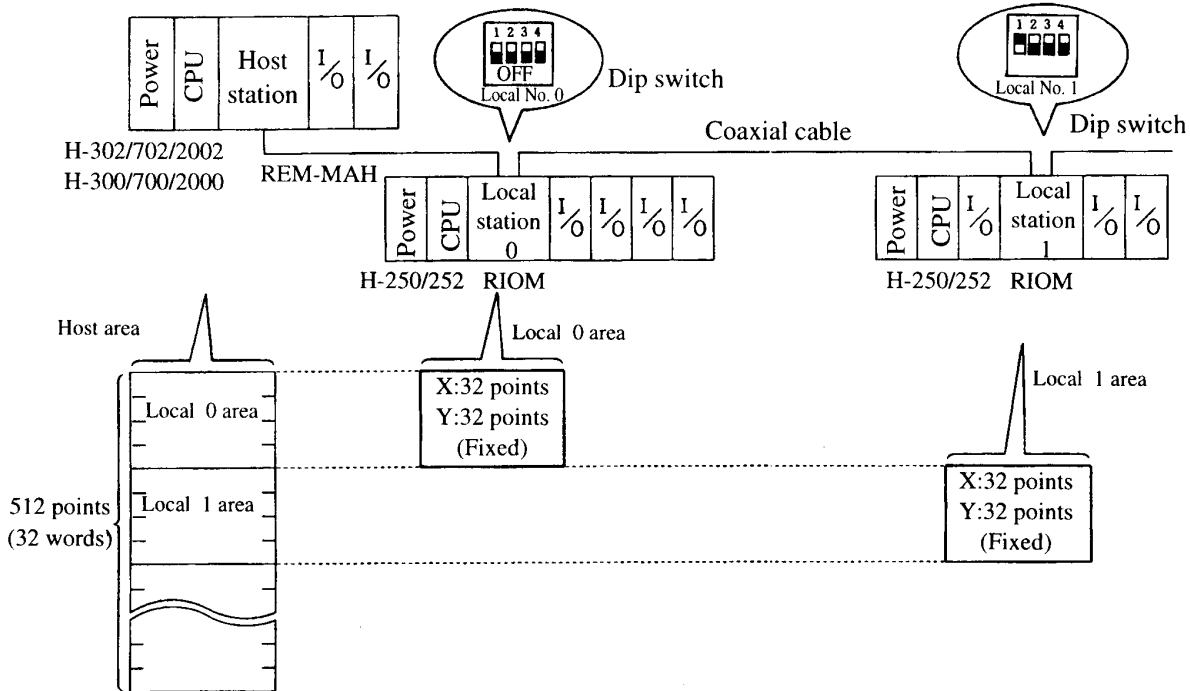 Power
CPU
Host
station
I/O
I/O
1 2 3 4
OFF
Local No. 0
Dip switch
1 2 3 4
Local No. 1
Dip switch
Coaxial cable
H-302/702/2002
H-300/700/2000
REM-MAH
Power
CPU
Local
station
0
I/O
I/O
I/O
I/O
H-250/252 RIOM
Power
CPU
I/O
Local
station
1
I/O
I/O
H-250/252 RIOM
Host area
Local 0 area
Local 1 area
Local 0 area
X:32 points
Y:32 points
(Fixed)
Local 1 area
X:32 points
Y:32 points
(Fixed)
512 points
(32 words)